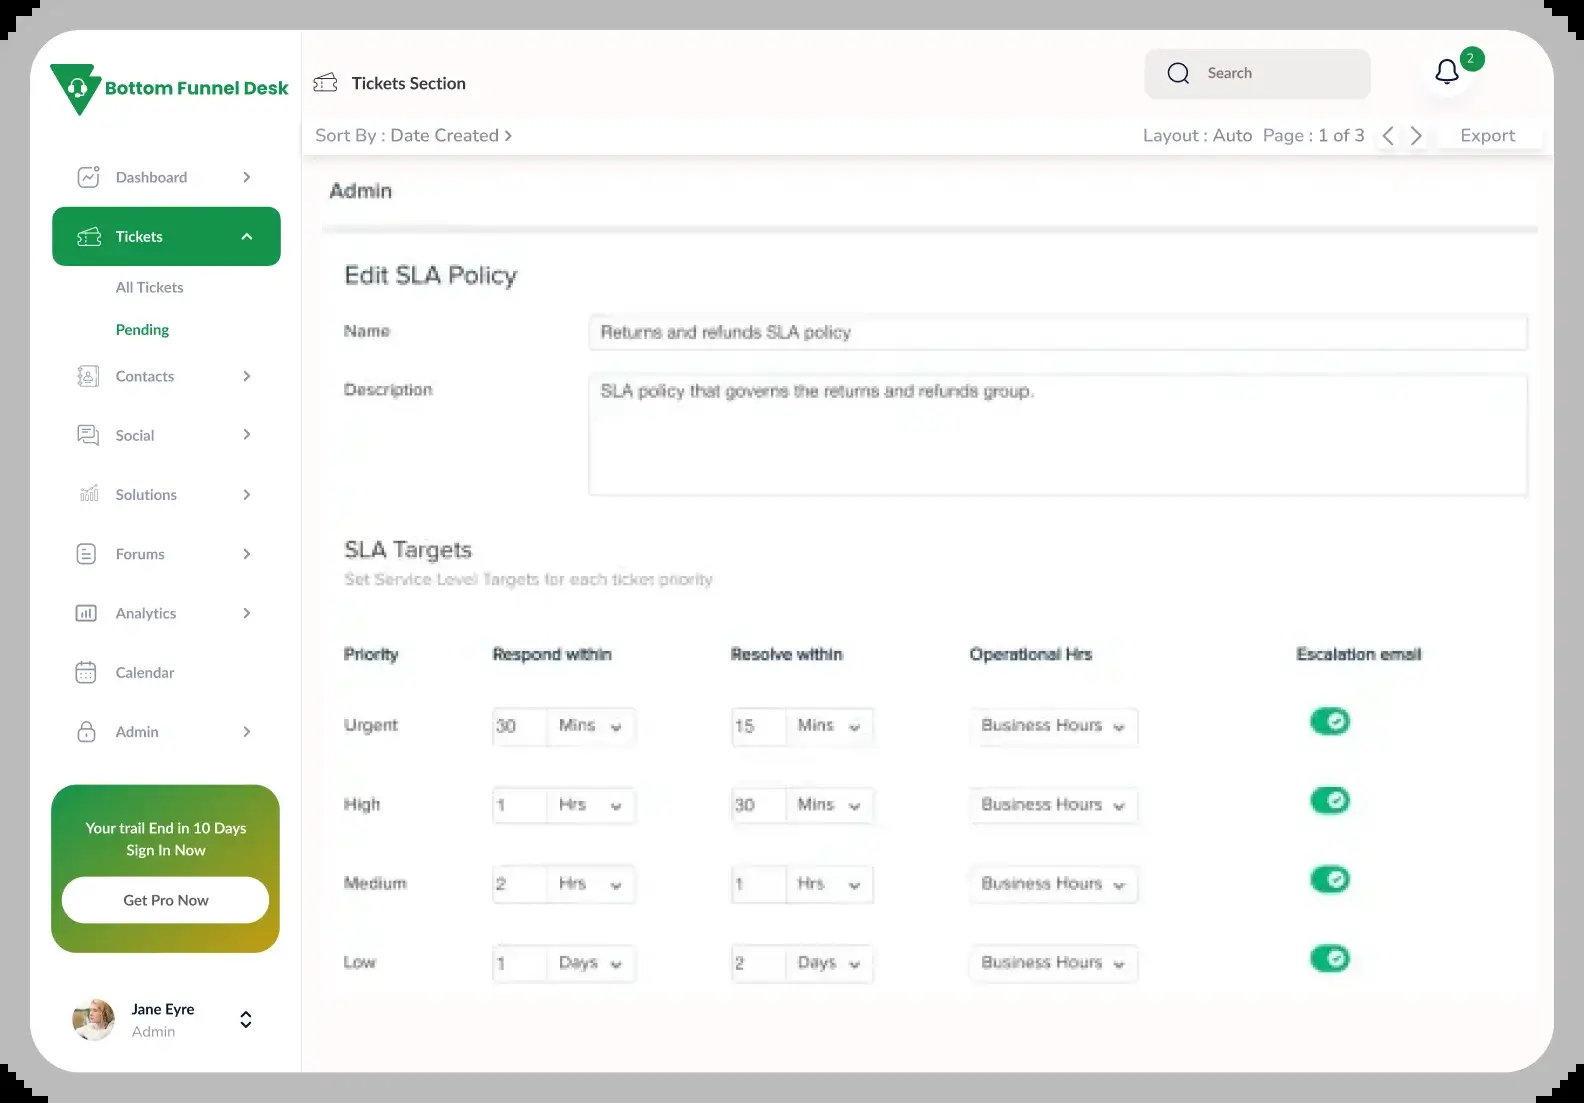 Bottom Funnel Desk
Tickets Section
Search
2
Sort By : Date Created
Layout : Auto Page : 1 of 3
Export
Dashboard
Tickets
All Tickets
Pending
Contacts
Social
Solutions
Forums
Analytics
Calendar
Admin
Your trail End in 10 Days
Sign In Now
Get Pro Now
Jane Eyre
Admin
Admin
Edit SLA Policy
Name
Returns and refunds SLA policy
Description
SLA policy that governs the returns and refunds group.
SLA Targets
Set Service Level Targets for each ticket priority
Priority Respond within Resolve within Operational Hrs Escalation email
Urgent 30 Mins 15 Mins Business Hours
High 1 Hrs 30 Mins Business Hours
Medium 2 Hrs 1 Hrs Business Hours
Low 1 Days 2 Days Business Hours